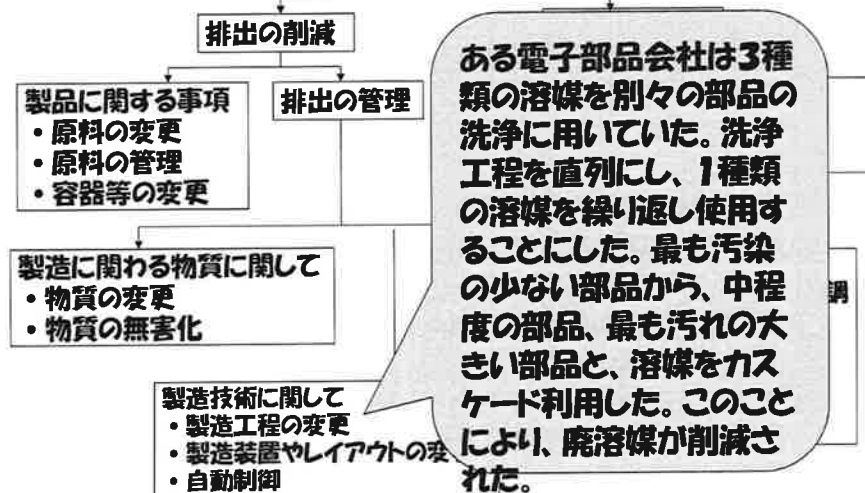 排出の削減
製品に関する事項
・原料の変更
・原料の管理
・容器等の変更
排出の管理
製造に関わる物質に関して
・物質の変更
・物質の無害化
製造技術に関して
・製造工程の変更
・製造装置やレイアウトの変
・自動制御
ある電子部品会社は3種
類の溶媒を別々の部品の
洗浄に用いていた。洗浄
工程を直列にし、1種類
の溶媒を繰り返し使用す
ることにした。最も汚染
の少ない部品から、中程
度の部品、最も汚れの大
きい部品と、溶媒をカス
ケード利用した。このこと
により、廃溶媒が削減さ
れた。
調